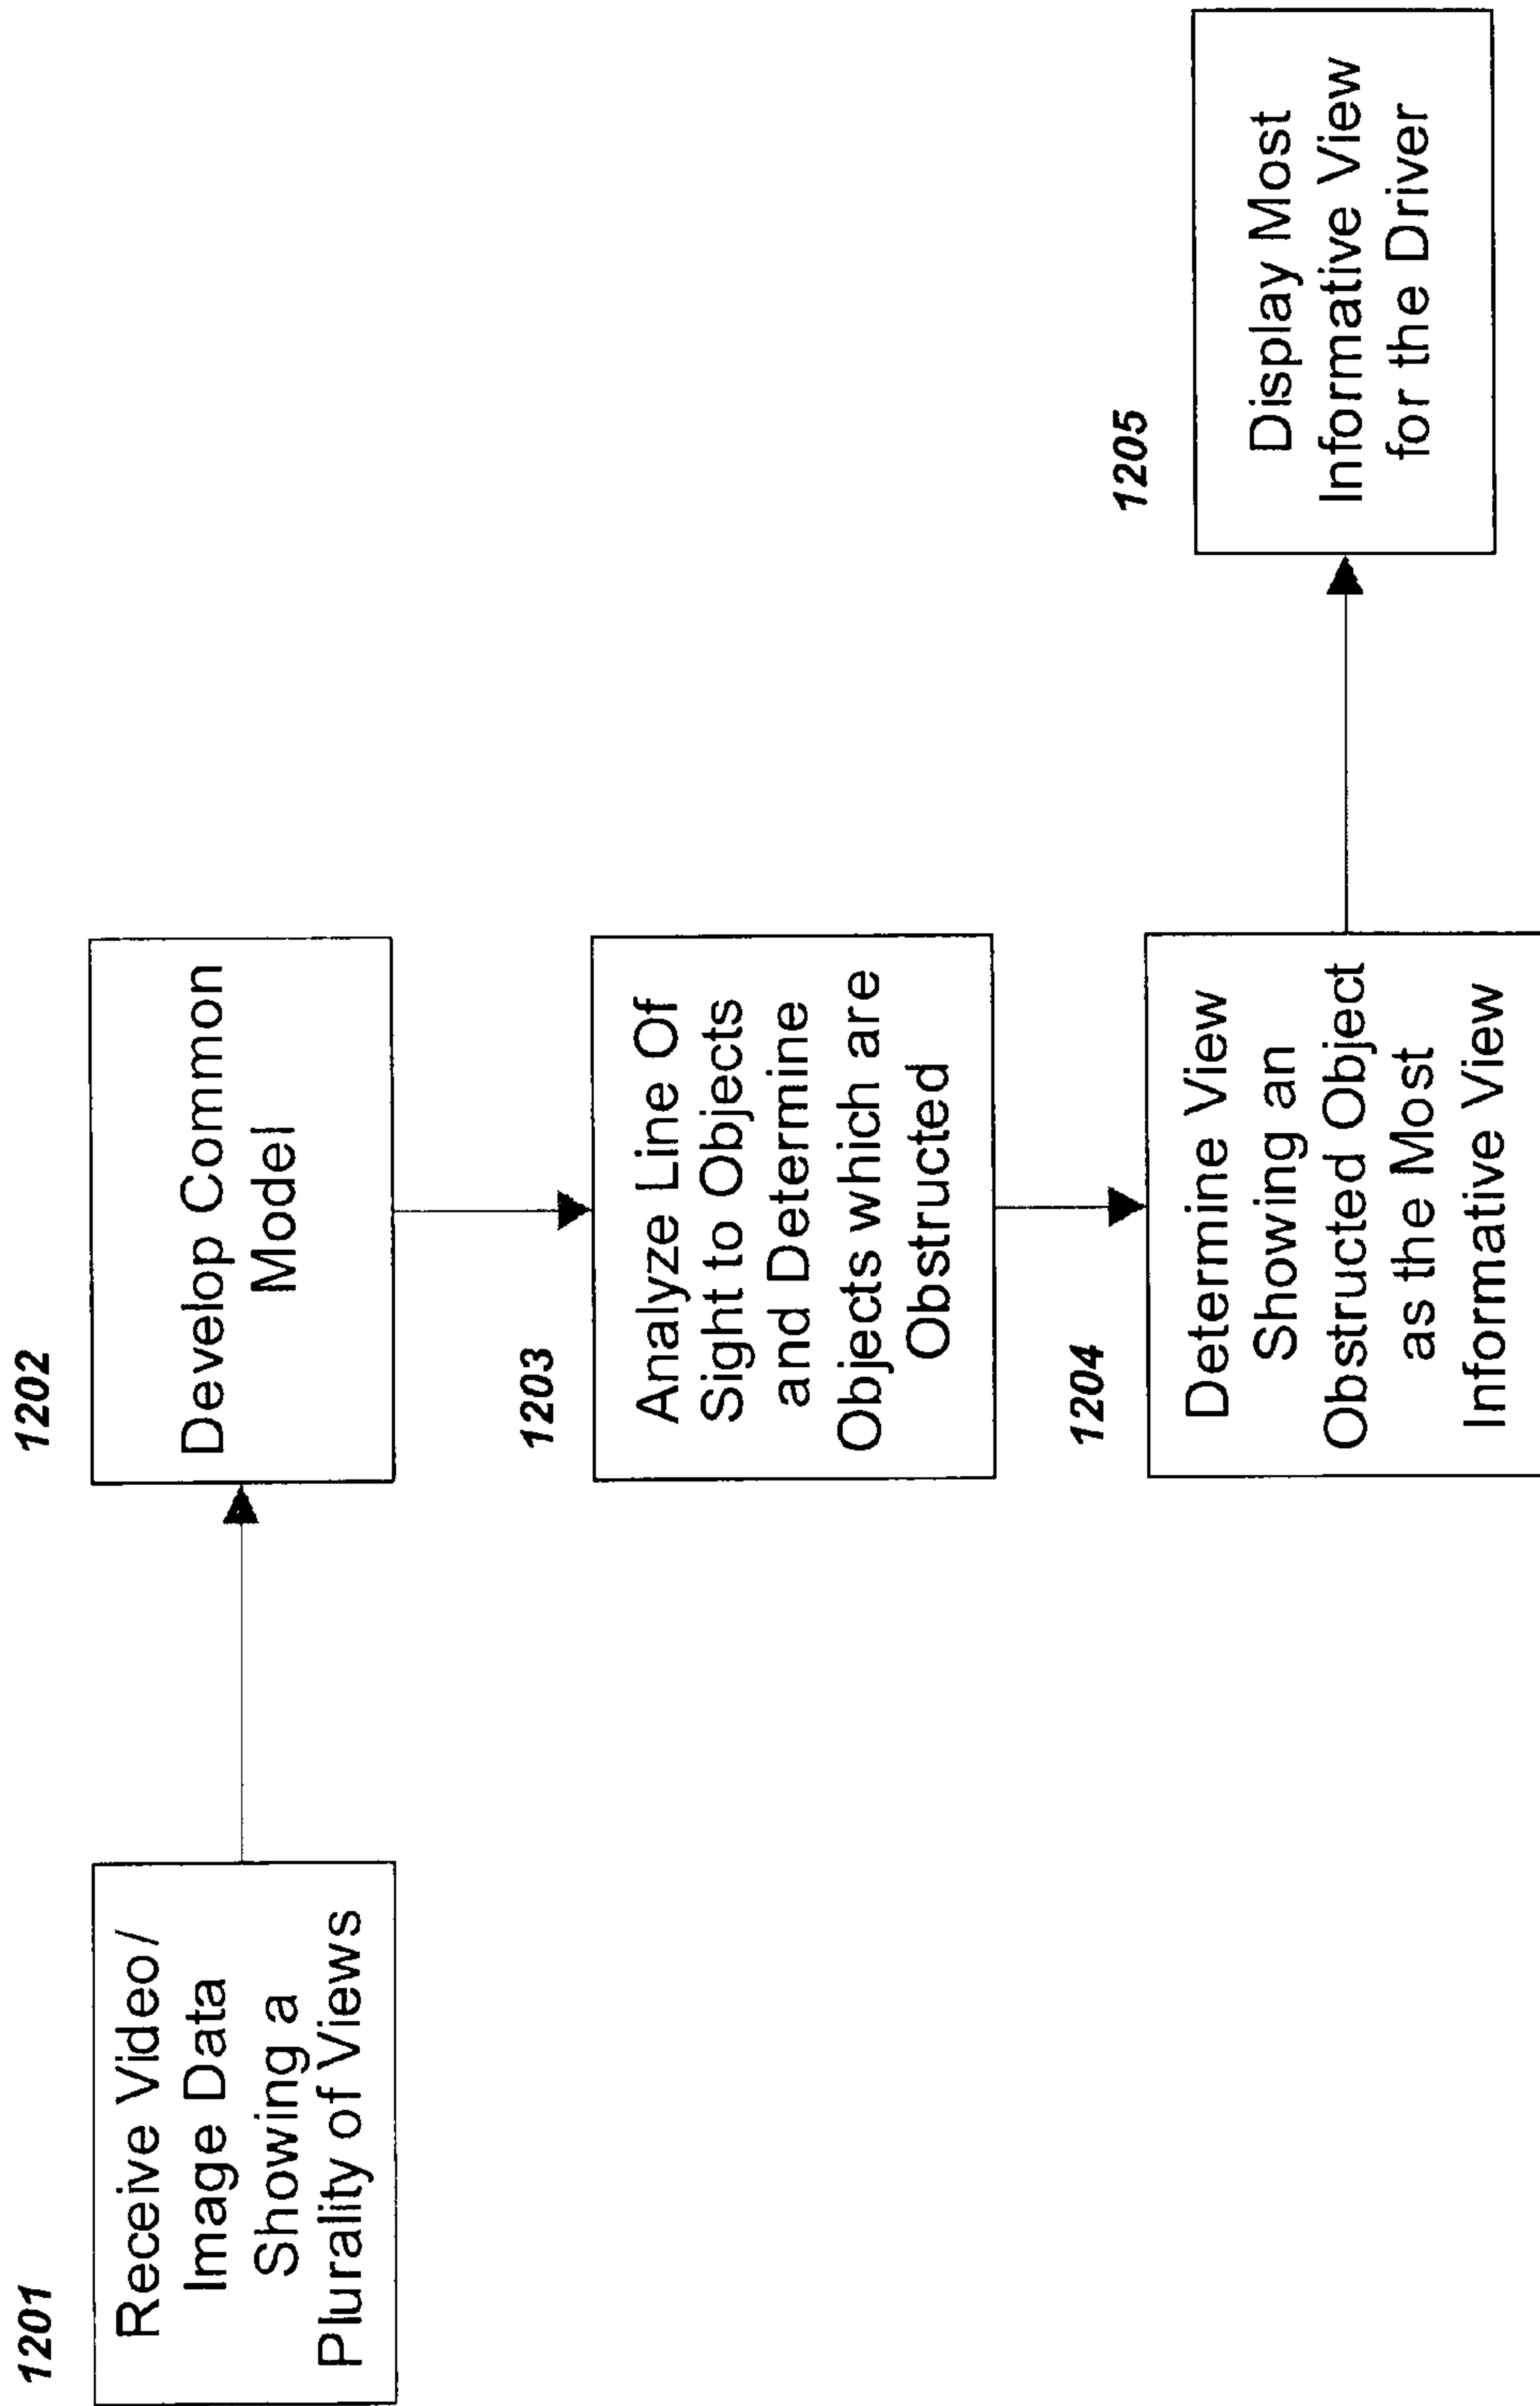 1201
Receive Video/
Image Data
Showing a
Plurality of Views
1202
Develop Common
Model
1203
Analyze Line Of
Sight to Objects
and Determine
Objects which are
Obstructed
1204
Determine View
Showing an
Obstructed Object
as the Most
Informative View
1205
Display Most
Informative View
for the Driver